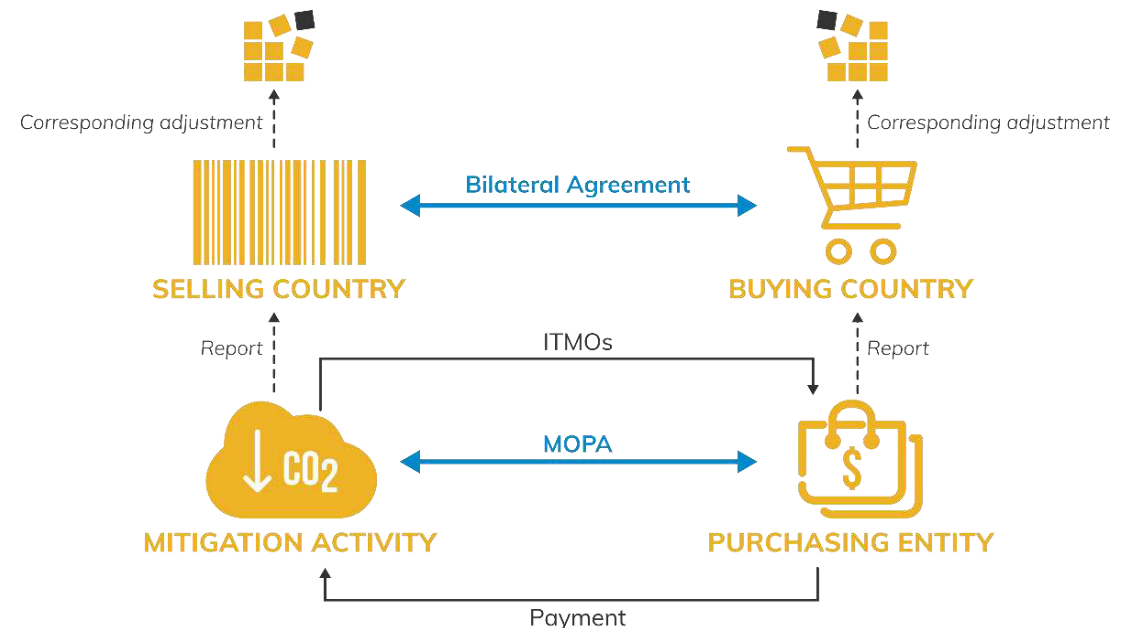 Corresponding adjustment
Corresponding adjustment
Bilateral Agreement
SELLING COUNTRY
BUYING COUNTRY
Report
ITMOs
Report
CO2
MOPA
$
MITIGATION ACTIVITY
PURCHASING ENTITY
Payment